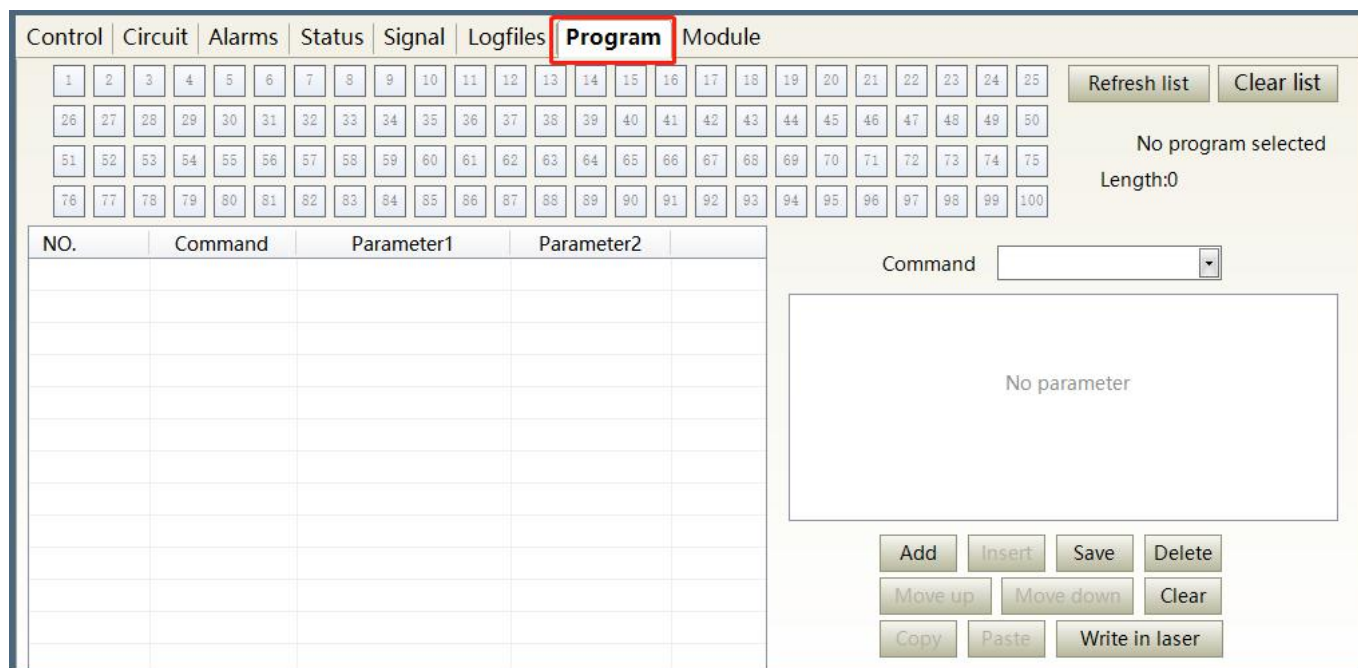 Control Circuit Alarms Status Signal Logfiles Program Module
1 2 3 4 5 6 7 8 9 10 11 12 13 14 15 16 17 18 19 20 21 22 23 24 25 Refresh list Clear list
26 27 28 29 30 31 32 33 34 35 36 37 38 39 40 41 42 43 44 45 46 47 48 49 50
No program selected
51 52 53 54 55 56 57 58 59 60 61 62 63 64 65 66 67 68 69 70 71 72 73 74 75
Length:0
76 77 78 79 80 81 82 83 84 85 86 87 88 89 90 91 92 93 94 95 96 97 98 99 100
NO. Command Parameter1 Parameter2
Command
No parameter
Add Insert Save Delete
Move up Move down Clear
Copy Paste Write in laser